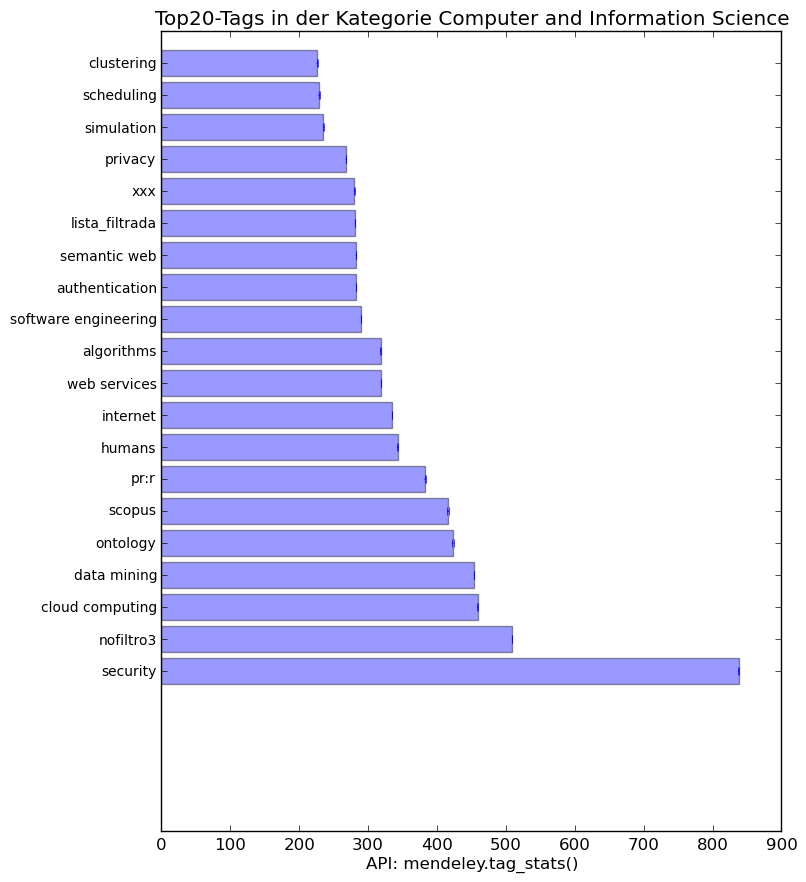 Top20-Tags in der Kategorie Computer and Information Science
clustering
scheduling
simulation
privacy
xxx
lista_filtrada
semantic web
authentication
software engineering
algorithms
web services
internet
humans
pr:r
scopus
ontology
data mining
cloud computing
nofiltro3
security
0 100 200 300 400 500 600 700 800 900
API: mendeley.tag_stats()